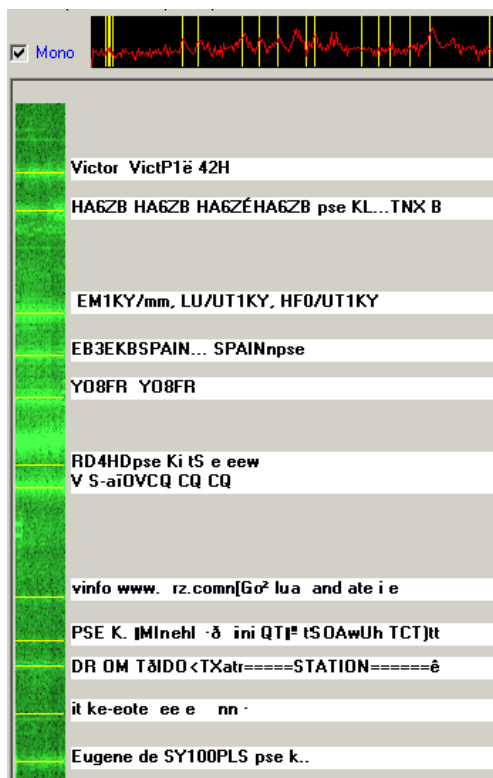 Mono
Victor VictP1ë 42H
HA6ZB HA6ZB HA6ZÉHA6ZB pse KL...TNX B
EM1KY/mm, LU/UT1KY, HF0/UT1KY
EB3EKBSPAIN... SPAINnpse
YO8FR YO8FR
RD4HDpse Ki tS e eew
V S-aïOVCQ CQ CQ
vinfo www. rz.comn[Go² lua and ate i e
PSE K. ini tSOAwUh TCT)tt
DR OM TðIDO<TXatr=====STATION======ê
it ke-eote ee e nn ·
Eugene de SY100PLS pse k..